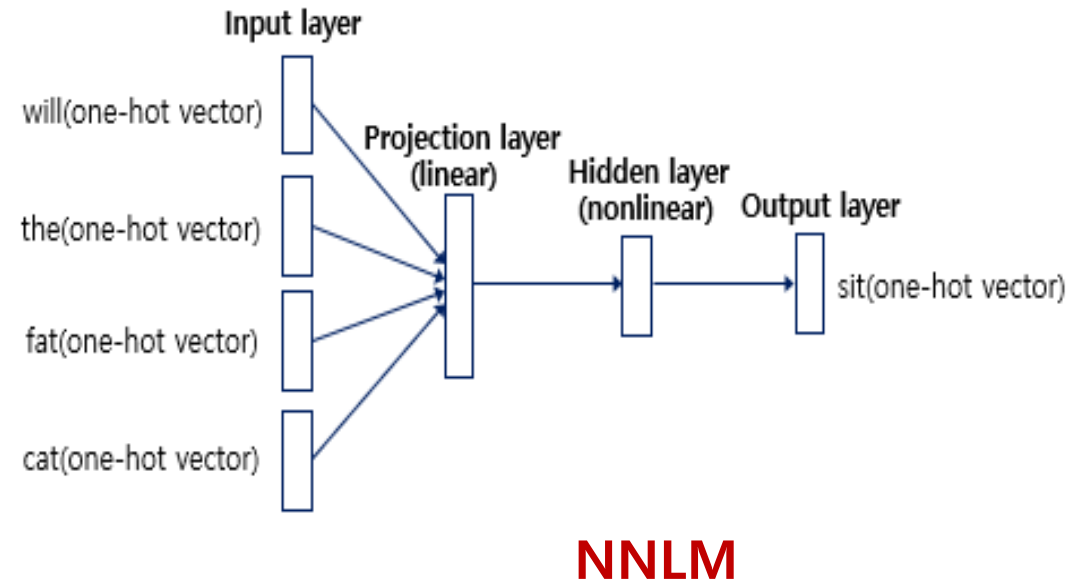 Input layer
will(one-hot vector)
the(one-hot vector)
fat(one-hot vector)
cat(one-hot vector)
Projection layer
(linear)
Hidden layer
(nonlinear)
Output layer
sit(one-hot vector)
NNLM